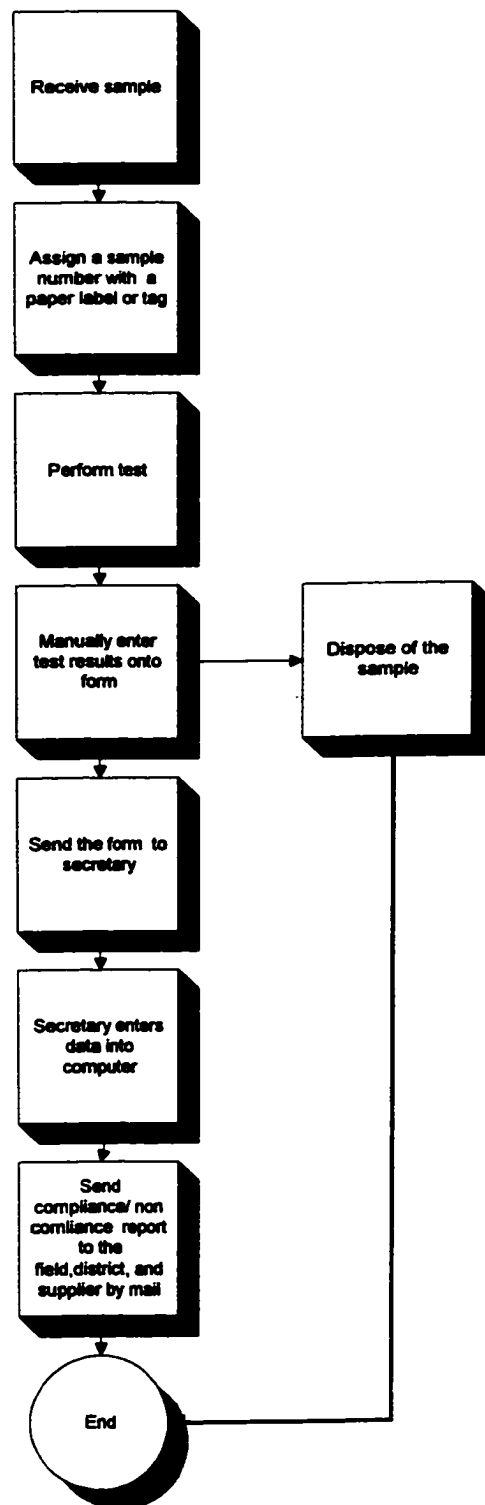 Receive sample
Assign a sample
number with a
paper label or tag
Perform test
Manually enter
test results onto
form
Dispose of the
sample
Send the form to
secretary
Secretary enters
data into
computer
Send
compliance/ non
comliance report
to the
field,district, and
supplier by mail
End